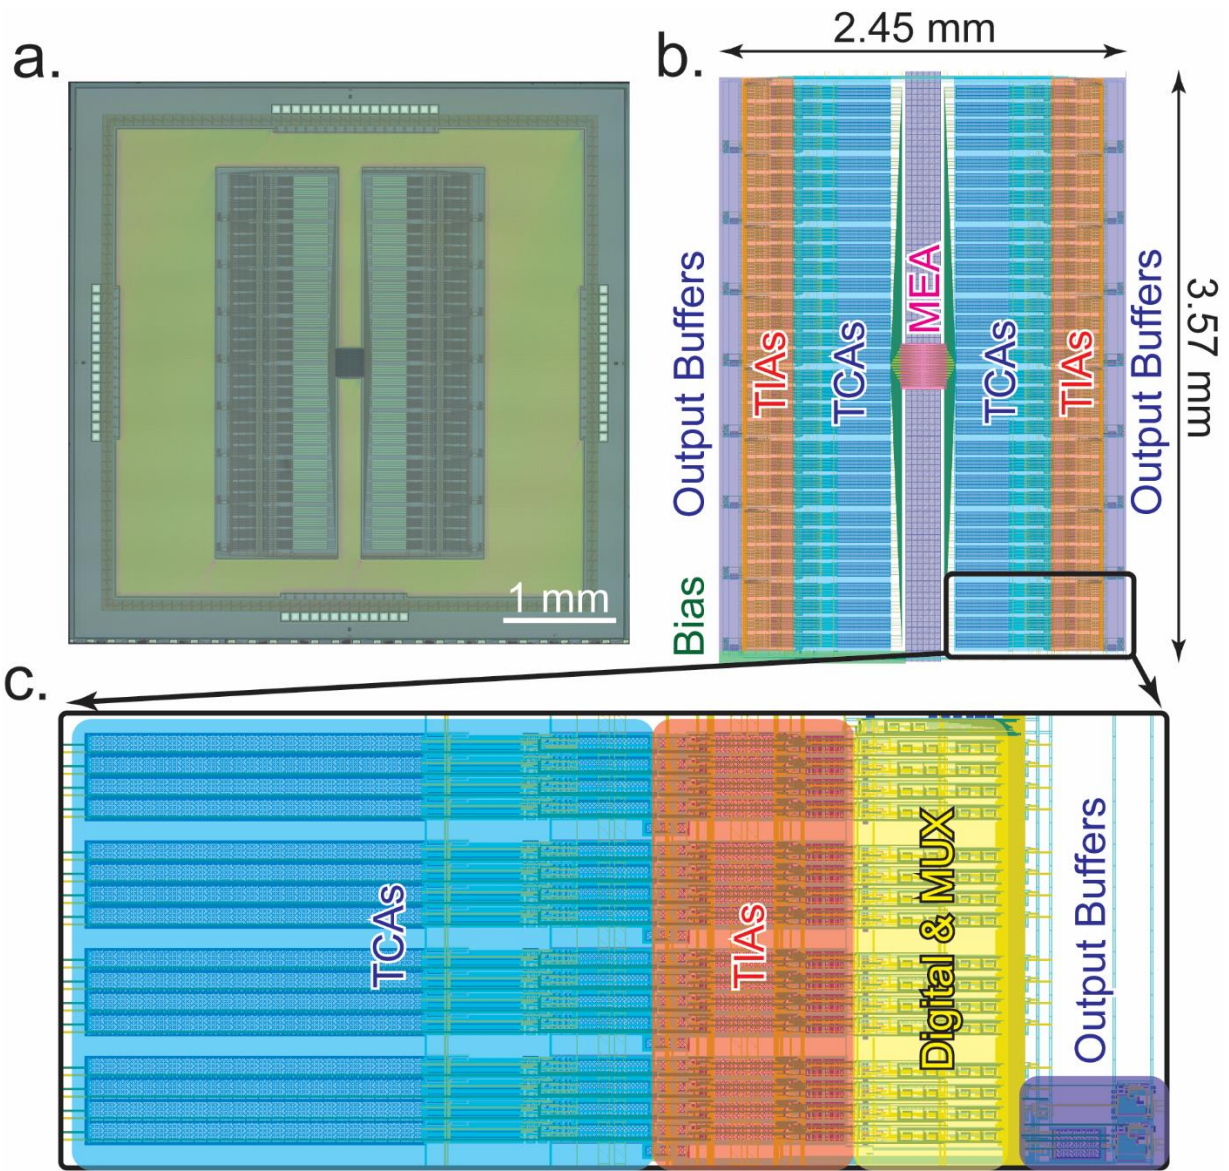 a.
1 mm
b.
2.45 mm
3.57 mm
Output Buffers
TIAs
TCAs
MEA
TCAs
TIAs
Output Buffers
Bias
c.
TCAs
TIAs
Digital & MUX
Output Buffers